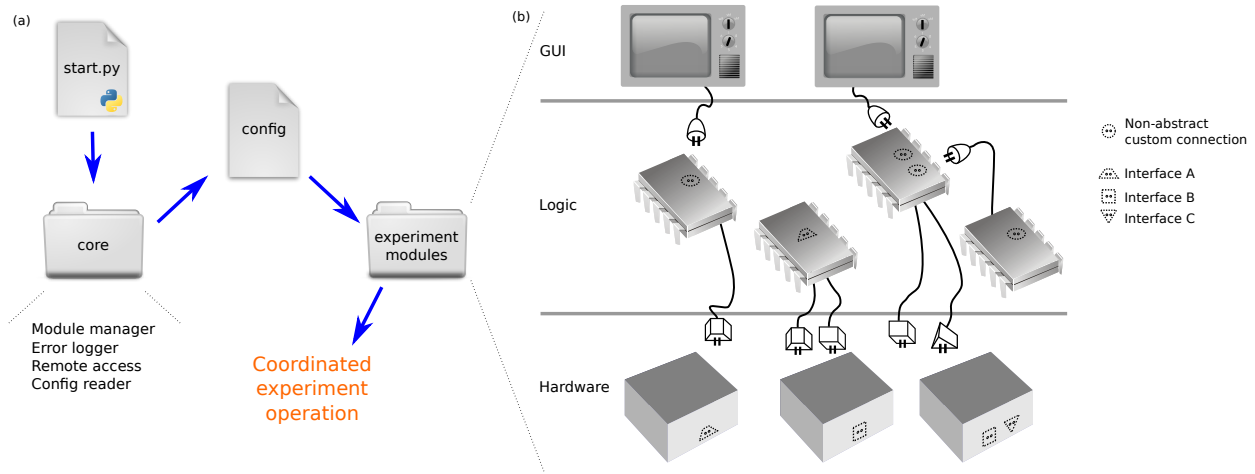 (a)
start.py
config
core
experiment
modules
Module manager
Error logger
Remote access
Config reader
Coordinated
experiment
operation
(b)
GUI
Logic
Hardware
Non-abstract
custom connection
Interface A
Interface B
Interface C